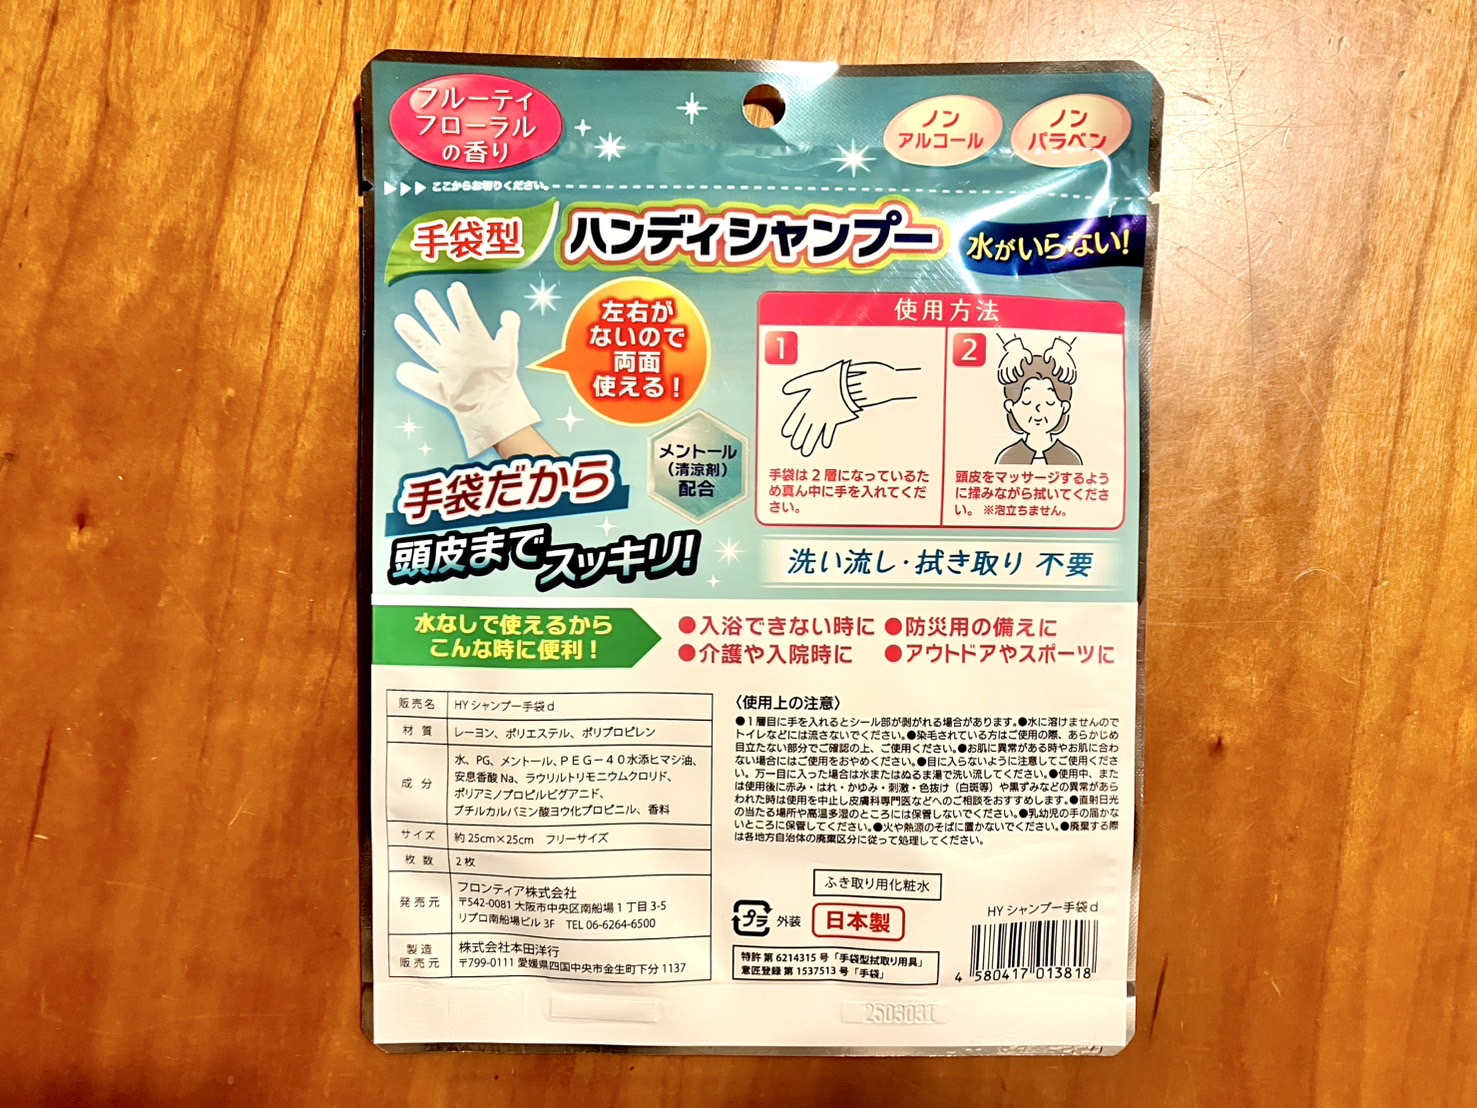 フルーティ
フローラル
の香り
ノン
アルコール
ノン
パラベン
ここからお切りください。
手袋型
ハンディシャンプー
水がいらない!
左右が
ないので
両面
使える!
メントール
(清涼剤)
配合
手袋だから
頭皮まで
スッキリ!
使用方法
1
手袋は2層になっているた
め真ん中に手を入れてくだ
さい。
2
頭皮をマッサージするよう
に揉みながら拭いてくださ
い。 ※泡立ちません。
洗い流し・拭き取り 不要
水なしで使えるから
こんな時に便利!
●入浴できない時に ●防災用の備えに
●介護や入院時に ●アウトドアやスポーツに
販売名 HYシャンプー手袋d
材質 レーヨン、ポリエステル、ポリプロピレン
成分 水、PG、メントール、PEG-40水添ヒマシ油、
安息香酸Na、ラウリルトリモニウムクロリド、
ポリアミノプロピルビグアニド、
ブチルカルバミン酸ヨウ化プロピニル、香料
サイズ 約25cm×25cm フリーサイズ
枚数 2枚
発売元 フロンティア株式会社
〒542-0081 大阪市中央区南船場1丁目3-5
リプロ南船場ビル3F TEL 06-6264-6500
製造
販売元 株式会社本田洋行
〒799-0111 愛媛県四国中央市金生町下分1137
〈使用上の注意〉
●1層目に手を入れるとシール部が剥がれる場合があります。●水に溶けませんので
トイレなどには流さないでください。●染毛されている方はご使用の際、あらかじめ
目立たない部分でご確認の上、ご使用ください。●お肌に異常がある時やお肌に合わ
ない場合にはご使用をおやめください。●目に入らないように注意してご使用くださ
い。万一目に入った場合は水またはぬるま湯で洗い流してください。●使用中、また
は使用後に赤み・はれ・かゆみ・刺激・色抜け(白斑等)や黒ずみなどの異常があら
われた時は使用を中止し皮膚科専門医などへのご相談をおすすめします。●直射日光
の当たる場所や高温多湿のところには保管しないでください。●乳幼児の手の届かな
いところに保管してください。●火や熱源のそばに置かないでください。●廃棄する際
は各地方自治体の廃棄区分に従って処理してください。
ふき取り用化粧水
プラ 外装
日本製
特許 第6214315号「手袋型拭取り用具」
意匠登録 第1537513号「手袋」
HYシャンプー手袋d
4 580417 013818
250303I